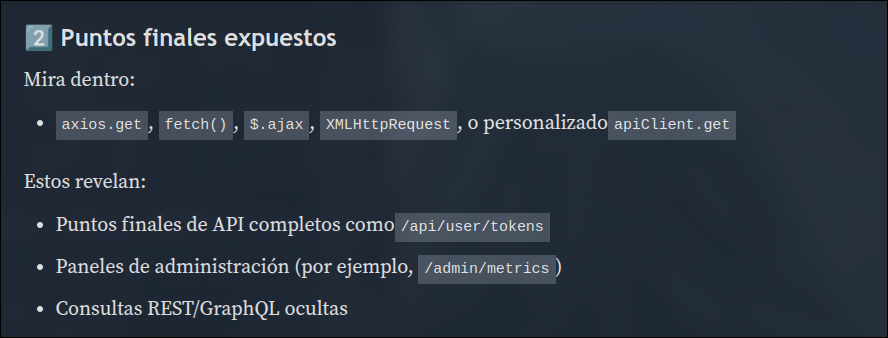 2 Puntos finales expuestos
Mira dentro:
• axios.get, fetch(), $.ajax, XMLHttpRequest, o personalizado apiClient.get
Estos revelan:
• Puntos finales de API completos como /api/user/tokens
• Paneles de administración (por ejemplo, /admin/metrics)
• Consultas REST/GraphQL ocultas